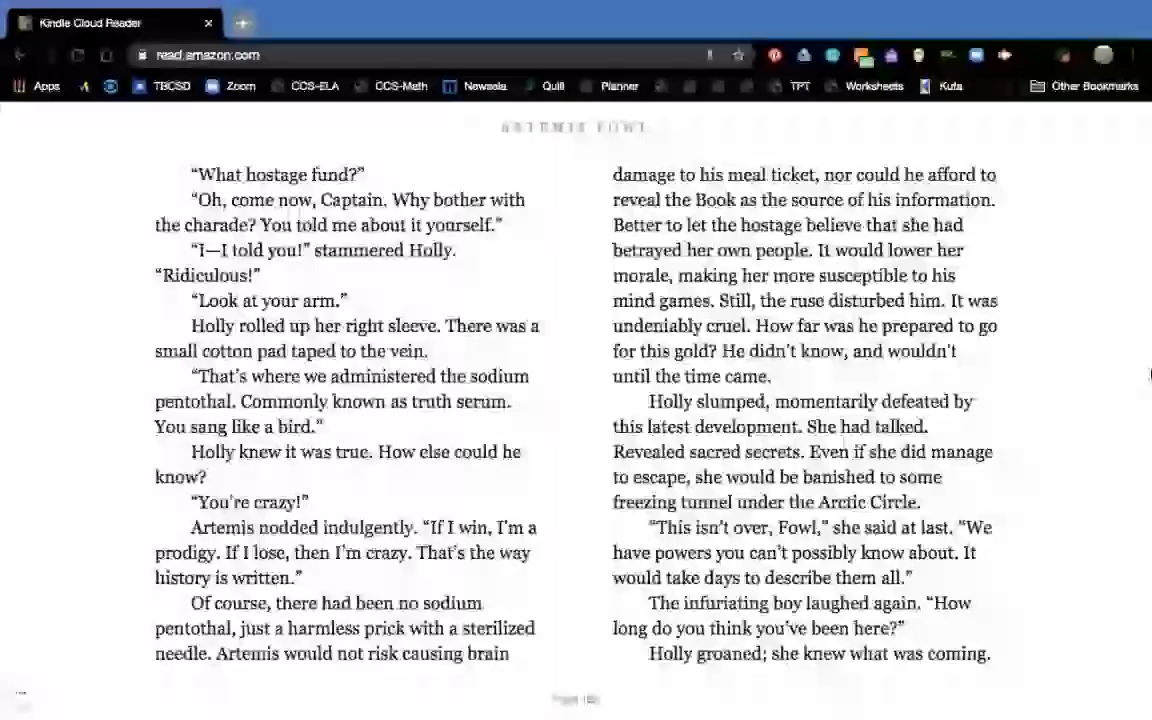 Kindle Cloud Reader
read.amazon.com
Apps TBCSD Zoom CCS-ELA CCS-Math Newsela Quill Planner TPT Worksheets Kuta Other Bookmarks
ARTEMIS FOWL
“What hostage fund?”
“Oh, come now, Captain. Why bother with
the charade? You told me about it yourself.”
“I—I told you!” stammered Holly.
“Ridiculous!”
“Look at your arm.”
Holly rolled up her right sleeve. There was a
small cotton pad taped to the vein.
“That’s where we administered the sodium
pentothal. Commonly known as truth serum.
You sang like a bird.”
Holly knew it was true. How else could he
know?
“You’re crazy!”
Artemis nodded indulgently. “If I win, I’m a
prodigy. If I lose, then I’m crazy. That’s the way
history is written.”
Of course, there had been no sodium
pentothal, just a harmless prick with a sterilized
needle. Artemis would not risk causing brain
damage to his meal ticket, nor could he afford to
reveal the Book as the source of his information.
Better to let the hostage believe that she had
betrayed her own people. It would lower her
morale, making her more susceptible to his
mind games. Still, the ruse disturbed him. It was
undeniably cruel. How far was he prepared to go
for this gold? He didn’t know, and wouldn’t
until the time came.
Holly slumped, momentarily defeated by
this latest development. She had talked.
Revealed sacred secrets. Even if she did manage
to escape, she would be banished to some
freezing tunnel under the Arctic Circle.
“This isn’t over, Fowl,” she said at last. “We
have powers you can’t possibly know about. It
would take days to describe them all.”
The infuriating boy laughed again. “How
long do you think you’ve been here?”
Holly groaned; she knew what was coming.
Page